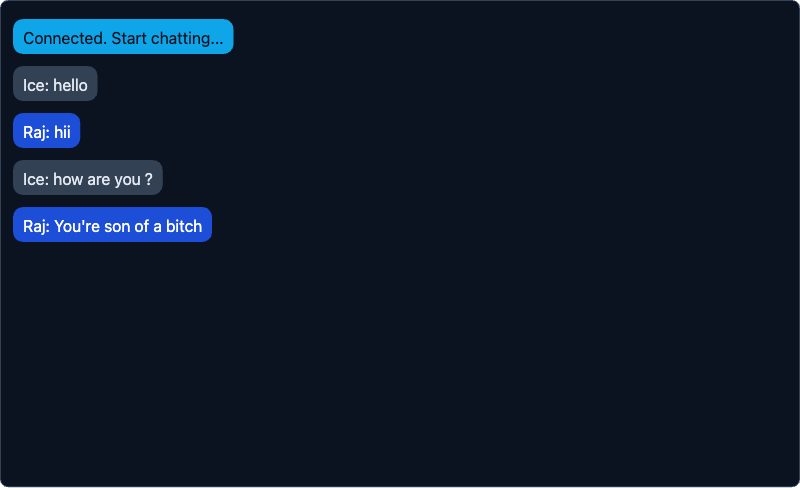 Connected. Start chatting...
Ice: hello
Raj: hii
Ice: how are you ?
Raj: You're son of a bitch